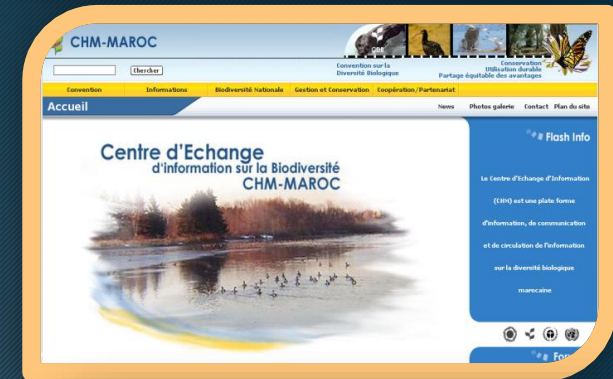 CHM-MAROC
CBD
Chercher
Convention sur la
Diversité Biologique
Conservation
Utilisation durable
Partage équitable des avantages
Convention Informations Biodiversité Nationale Gestion et Conservation Coopération/Partenariat
Accueil
News Photos galerie Contact Plan du site
Centre d'Echange
d'information sur la Biodiversité
CHM-MAROC
Flash Info
Le Centre d'Echange d'Information
(CHM) est une plate forme
d'information, de communication
et de circulation de l'information
sur la diversité biologique
marocaine